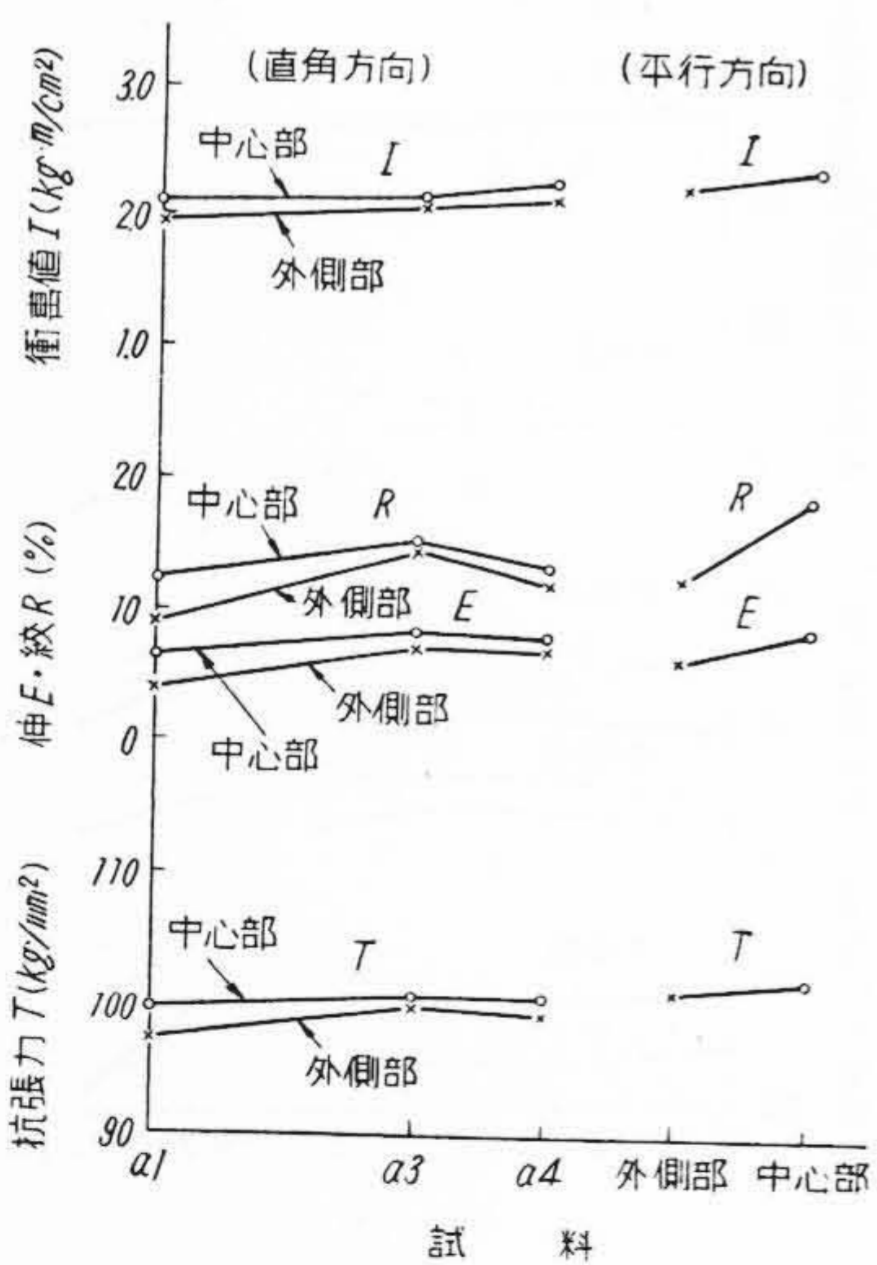 (直角方向) (平行方向)
衝撃値 I (kg·m/cm²)
3.0
2.0
1.0
中心部
I
I
外側部
伸E・絞R (%)
20
10
0
中心部
R
R
外側部
E
E
外側部
中心部
抗張力 T (kg/mm²)
110
100
90
中心部
T
T
外側部
a1 a3 a4 外側部 中心部
試料